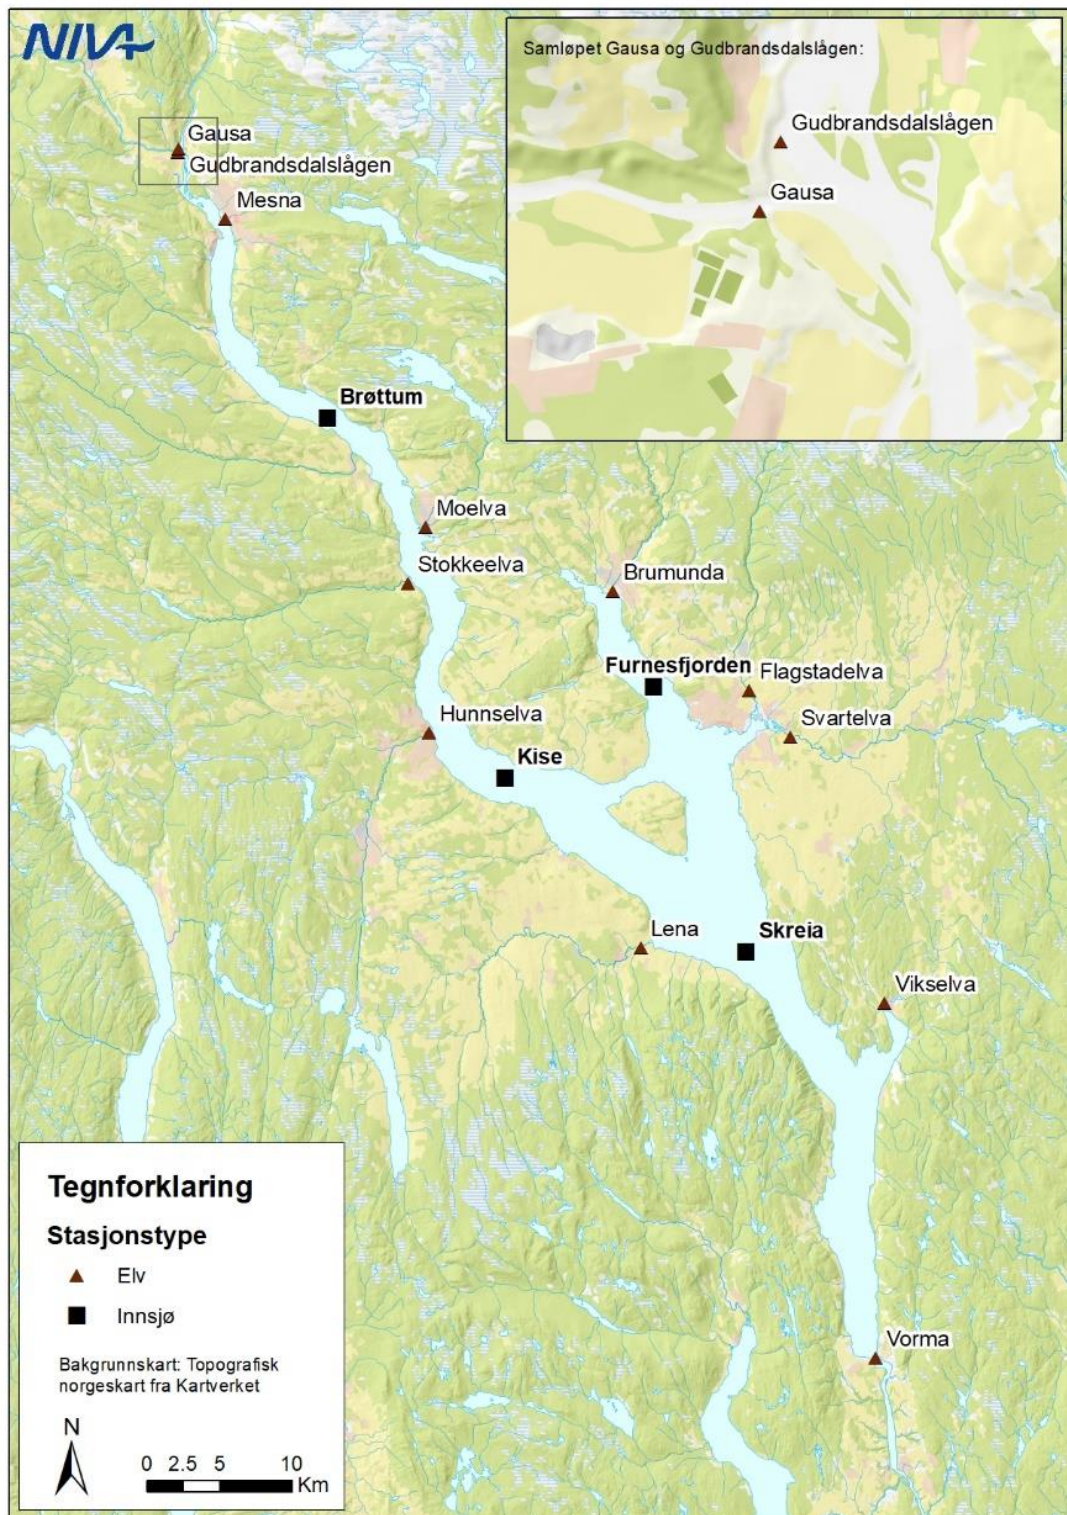 NIVA
Samløpet Gausa og Gudbrandsdalslågen:
Gudbrandsdalslågen
Gausa
Gausa
Gudbrandsdalslågen
Mesna
Brøttum
Moelva
Stokkeelva
Brumunda
Furnesfjorden
Flagstadelva
Hunnselva
Svartelva
Kise
Lena
Skreia
Vikselva
Vorma
Tegnforklaring
Stasjonstype
Elv
Innsjø
Bakgrunnskart: Topografisk
norgeskart fra Kartverket
N
0 2.5 5 10
Km